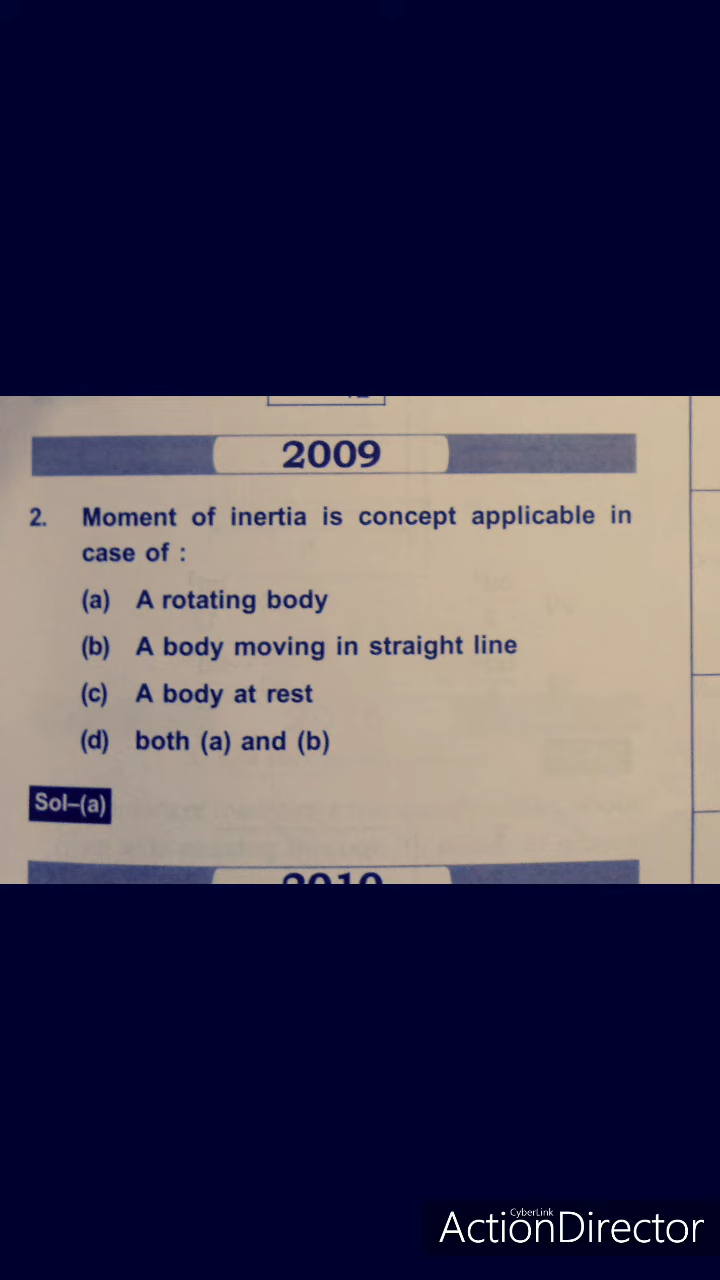 2009
2. Moment of inertia is concept applicable in
case of :
(a) A rotating body
(b) A body moving in straight line
(c) A body at rest
(d) both (a) and (b)
Sol-(a)
2010
CyberLink
ActionDirector